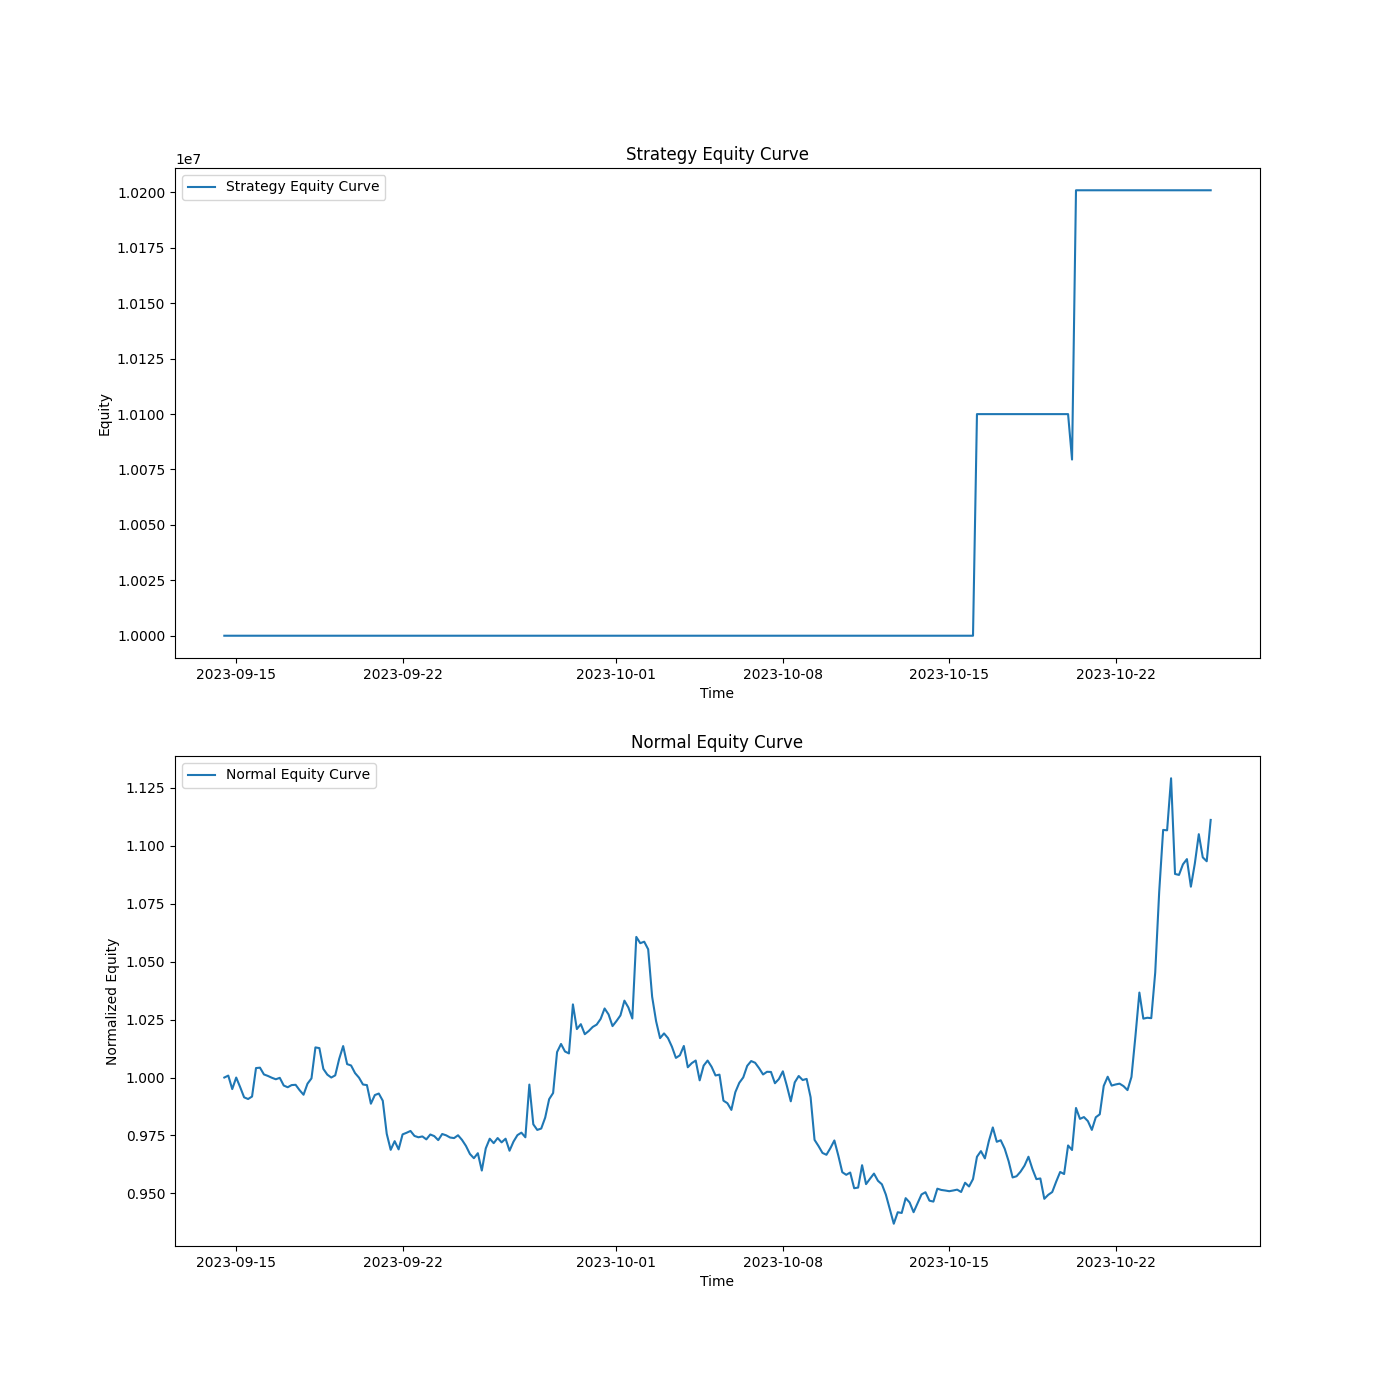 Strategy Equity Curve
1e7
Strategy Equity Curve
1.0200
1.0175
1.0150
1.0125
1.0100
1.0075
1.0050
1.0025
1.0000
Equity
2023-09-15 2023-09-22 2023-10-01 2023-10-08 2023-10-15 2023-10-22
Time
Normal Equity Curve
Normal Equity Curve
1.125
1.100
1.075
1.050
1.025
1.000
0.975
0.950
Normalized Equity
2023-09-15 2023-09-22 2023-10-01 2023-10-08 2023-10-15 2023-10-22
Time